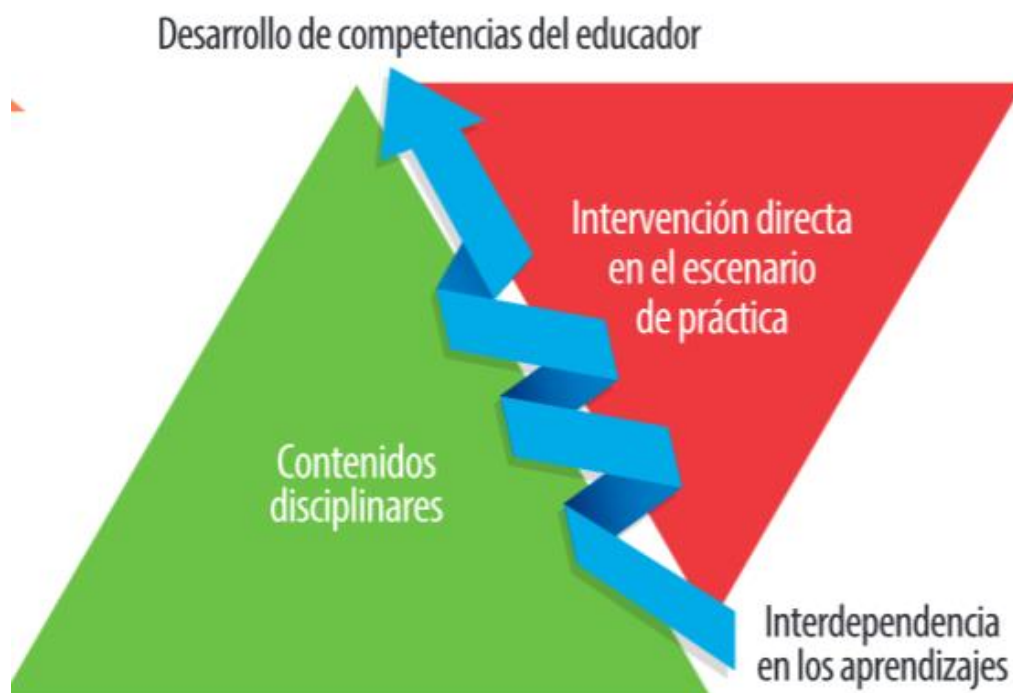 Desarrollo de competencias del educador
Intervención directa
en el escenario
de práctica
Contenidos
disciplinares
Interdependencia
en los aprendizajes